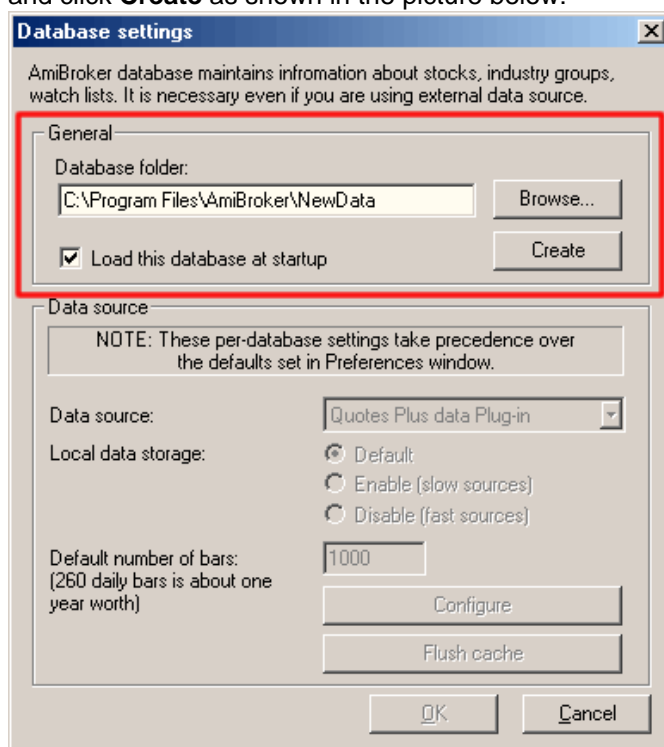 and click Create as shown in the picture below.
Database settings
AmiBroker database maintains infromation about stocks, industry groups,
watch lists. It is necessary even if you are using external data source.
General
Database folder:
C:\Program Files\AmiBroker\NewData
Browse...
Load this database at startup
Create
Data source
NOTE: These per-database settings take precedence over
the defaults set in Preferences window.
Data source:
Quotes Plus data Plug-in
Local data storage:
Default
Enable (slow sources)
Disable (fast sources)
Default number of bars:
(260 daily bars is about one
year worth)
1000
Configure
Flush cache
OK
Cancel